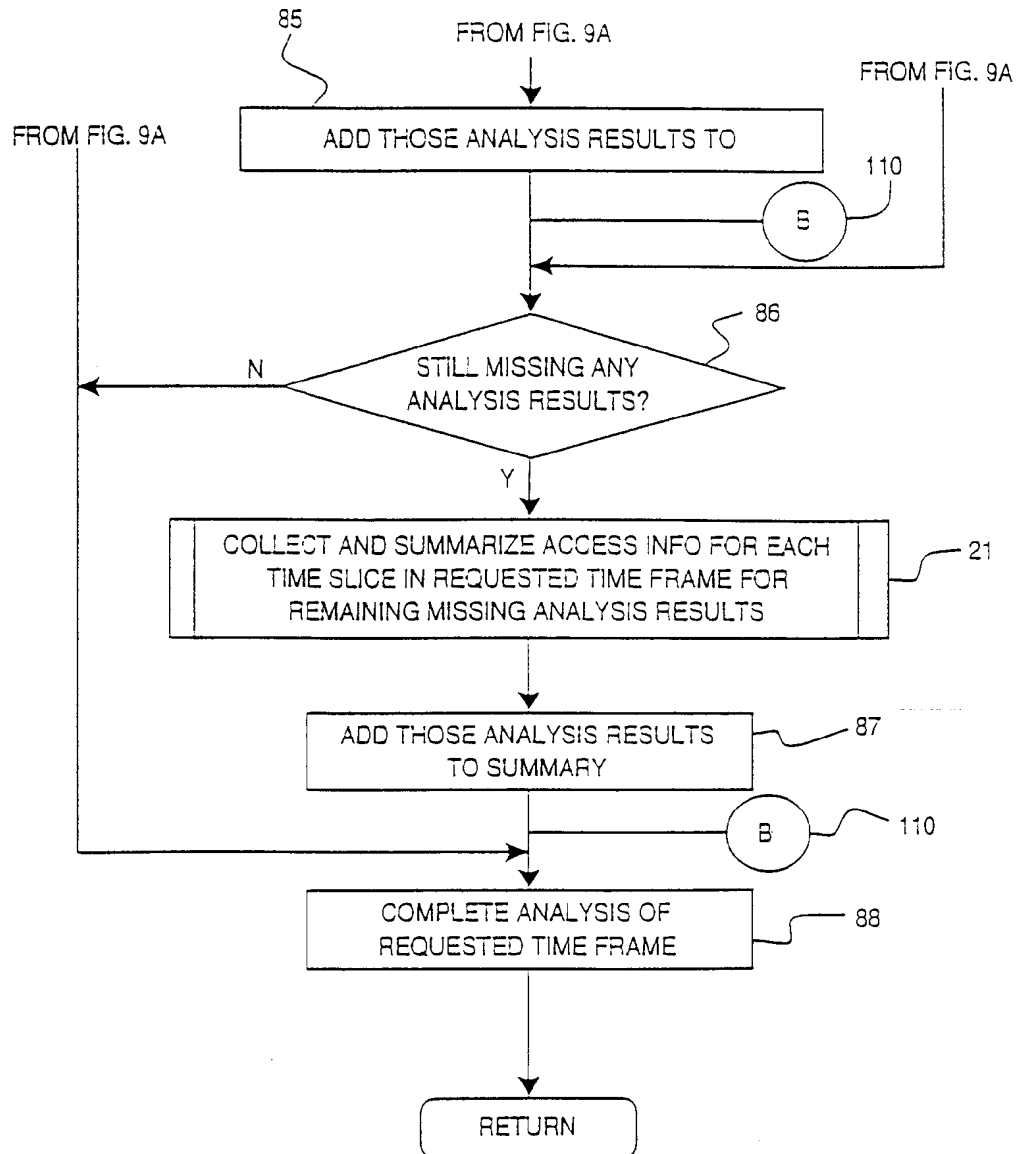 85
FROM FIG. 9A
FROM FIG. 9A
FROM FIG. 9A
ADD THOSE ANALYSIS RESULTS TO
110
B
86
STILL MISSING ANY
ANALYSIS RESULTS?
N
Y
COLLECT AND SUMMARIZE ACCESS INFO FOR EACH
TIME SLICE IN REQUESTED TIME FRAME FOR
REMAINING MISSING ANALYSIS RESULTS
21
ADD THOSE ANALYSIS RESULTS
TO SUMMARY
87
B
110
COMPLETE ANALYSIS OF
REQUESTED TIME FRAME
88
RETURN